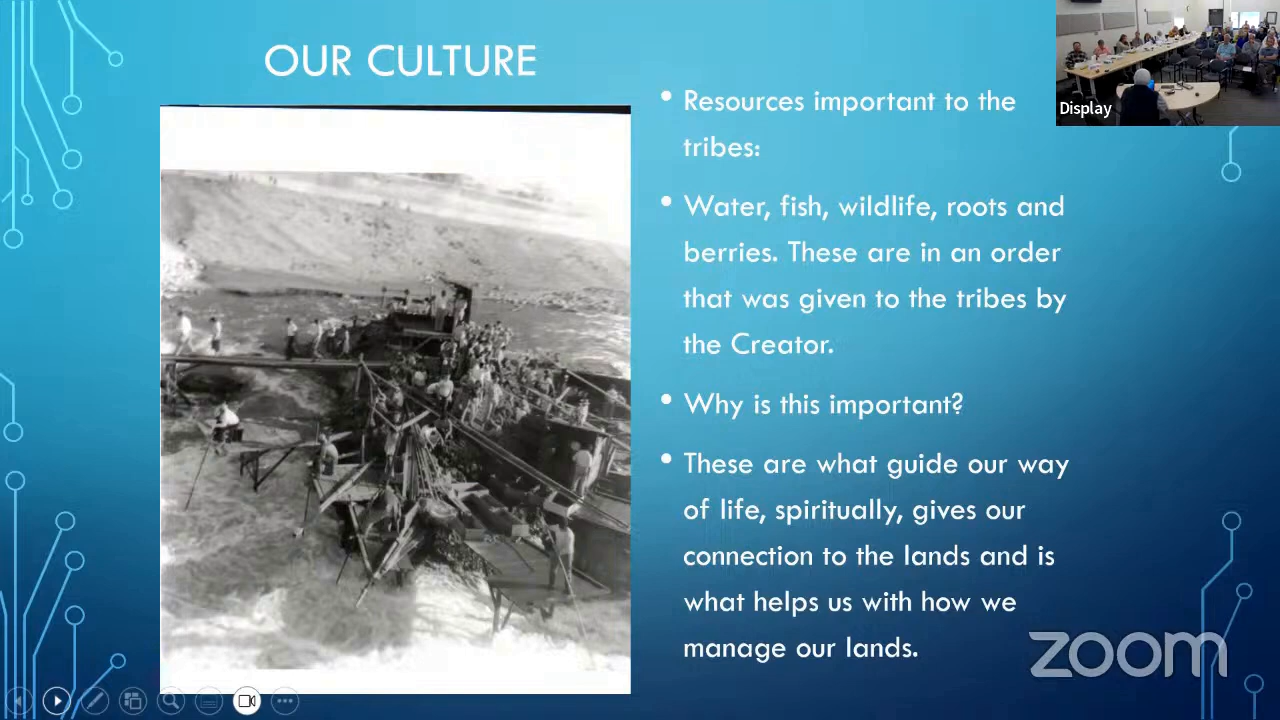 OUR CULTURE
Display
• Resources important to the
tribes:
• Water, fish, wildlife, roots and
berries. These are in an order
that was given to the tribes by
the Creator.
• Why is this important?
• These are what guide our way
of life, spiritually, gives our
connection to the lands and is
what helps us with how we
manage our lands.
zoom